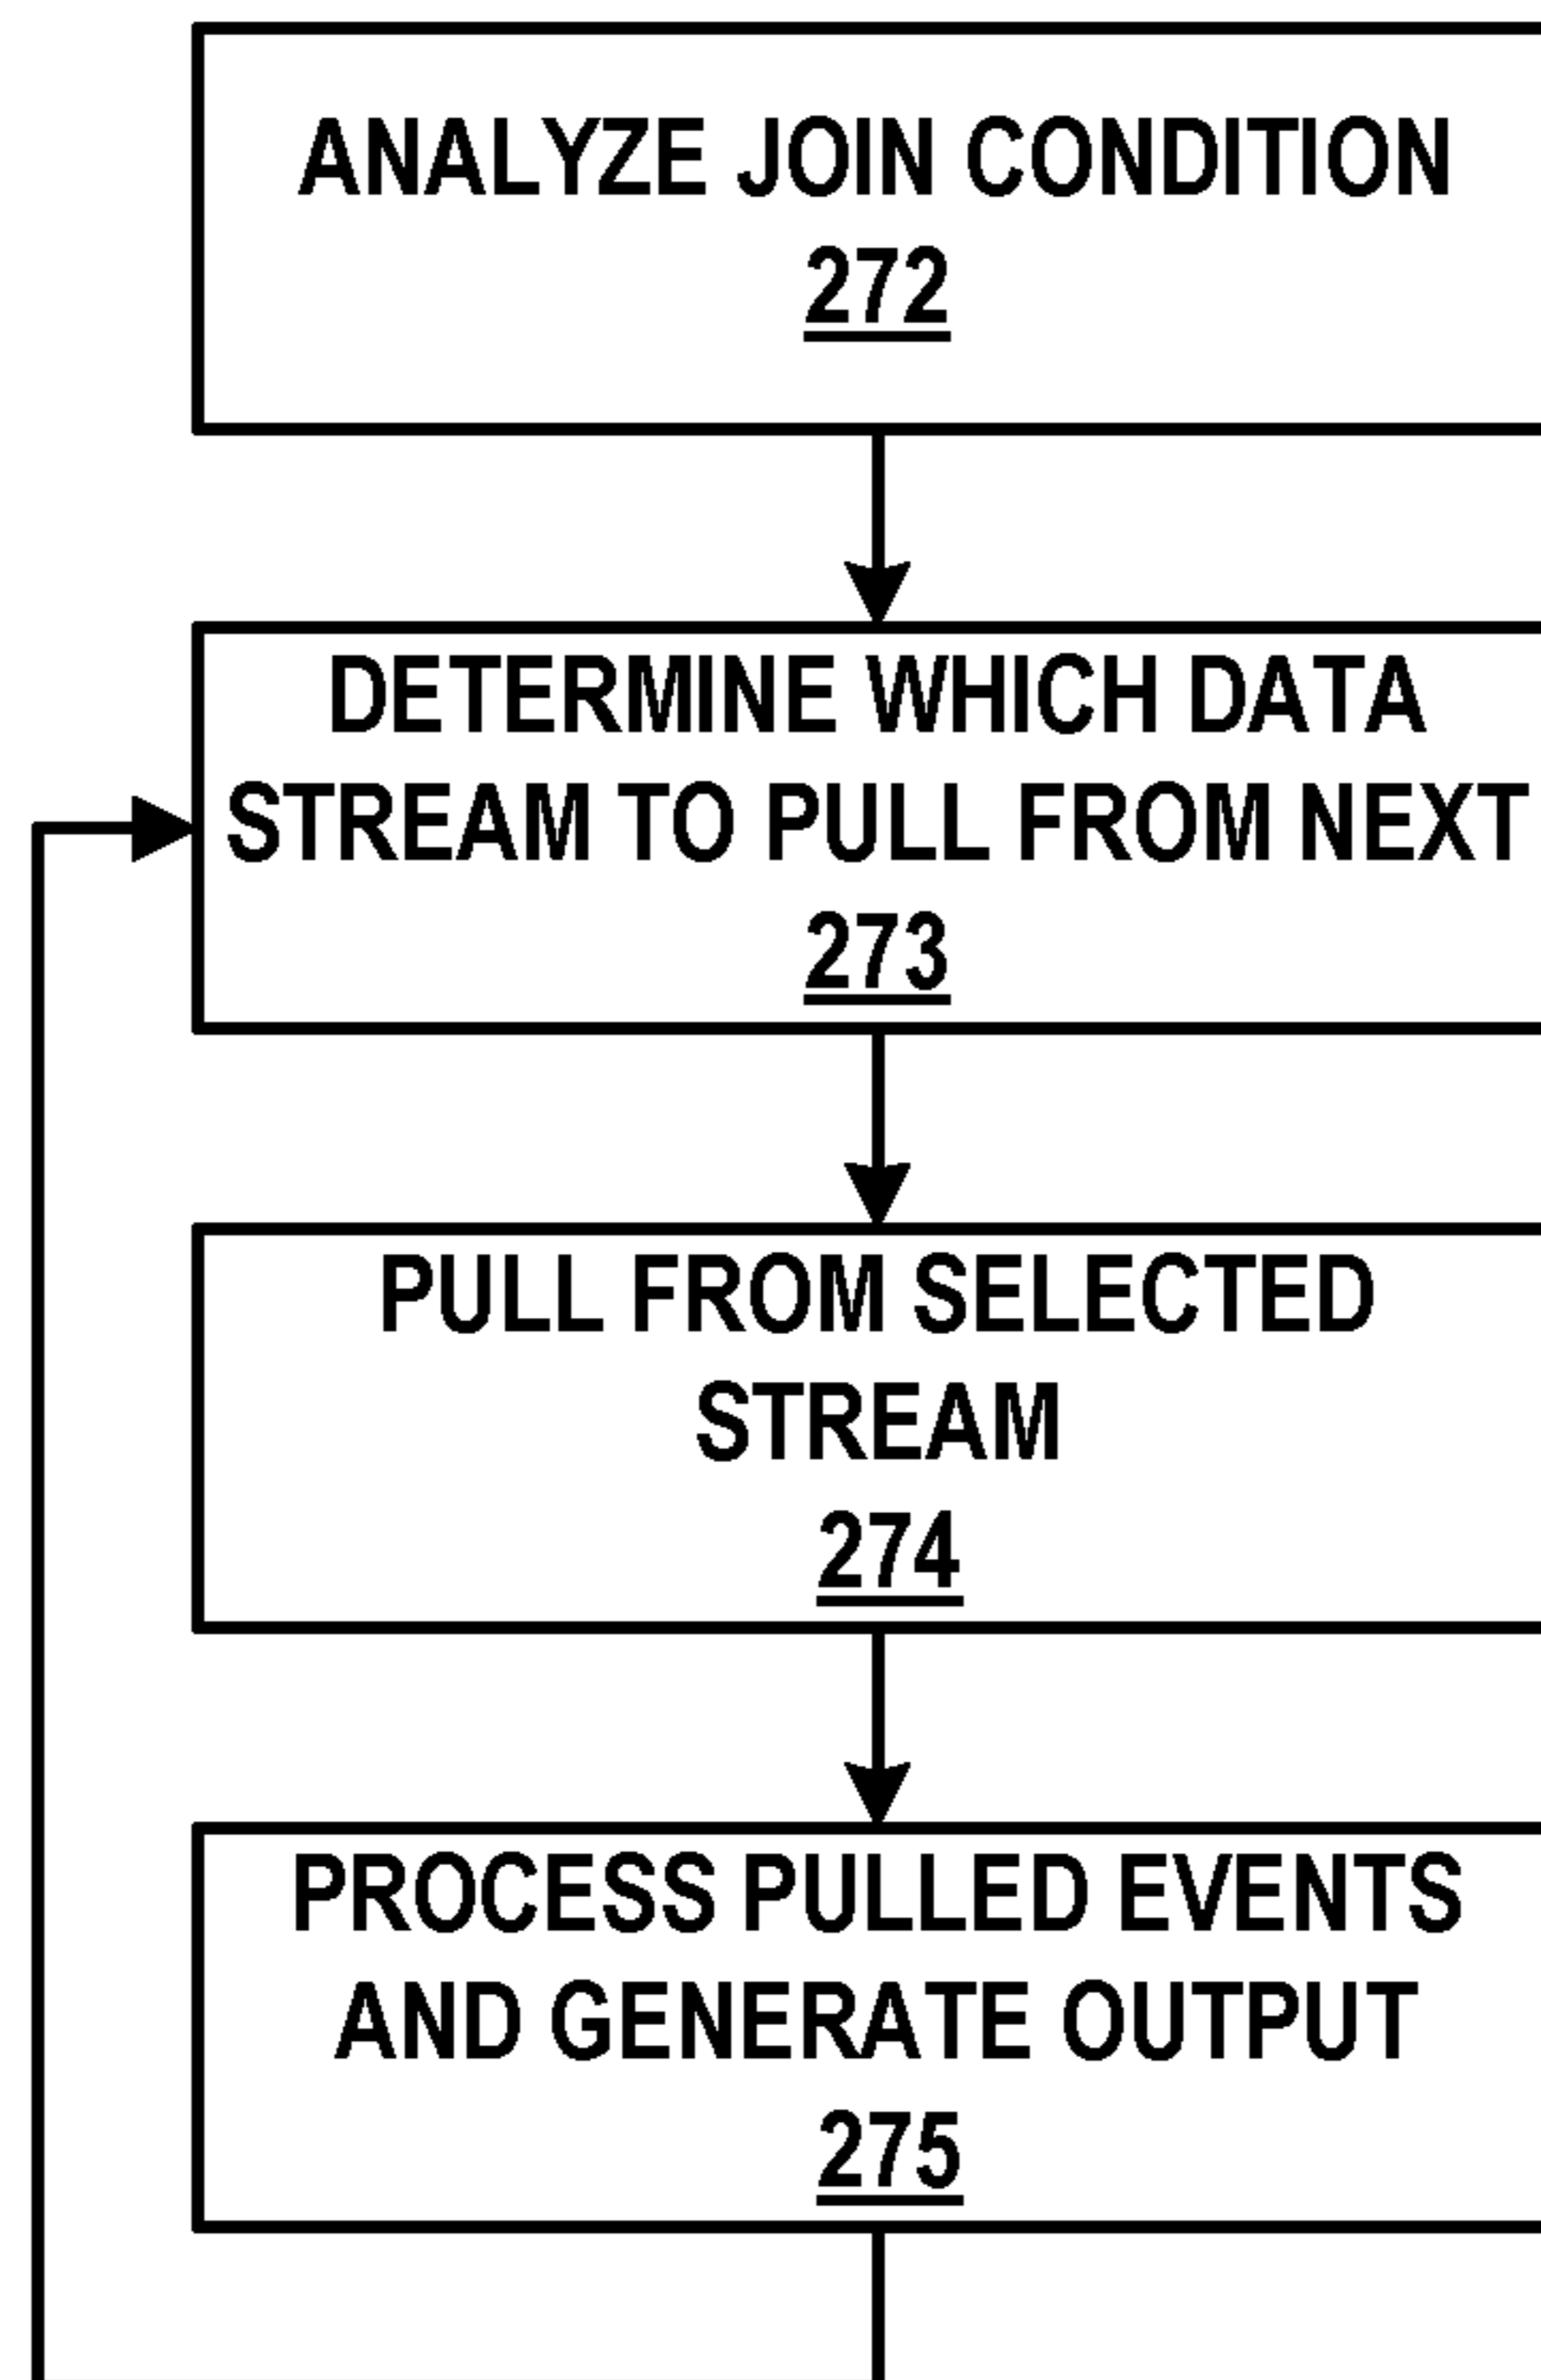 ANALYZE JOIN CONDITION
272
DETERMINE WHICH DATA
STREAM TO PULL FROM NEXT
273
PULL FROM SELECTED
STREAM
274
PROCESS PULLED EVENTS
AND GENERATE OUTPUT
275